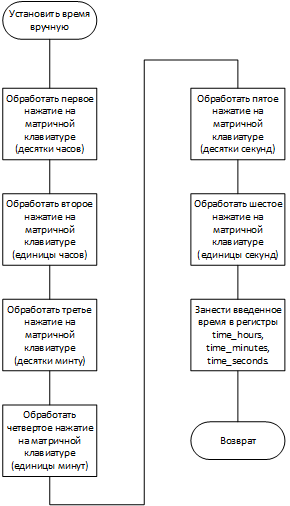 Установить время
вручную
Обработать первое
нажатие на
матричной
клавиатуре
(десятки часов)
Обработать второе
нажатие на
матричной
клавиатуре
(единицы часов)
Обработать третье
нажатие на
матричной
клавиатуре
(десятки минту)
Обработать
четвертое нажатие
на матричной
клавиатуре
(единицы минут)
Обработать пятое
нажатие на
матричной
клавиатуре
(десятки секунд)
Обработать шестое
нажатие на
матричной
клавиатуре
(единицы секунд)
Занести введенное
время в регистры
time_hours,
time_minutes,
time_seconds.
Возврат